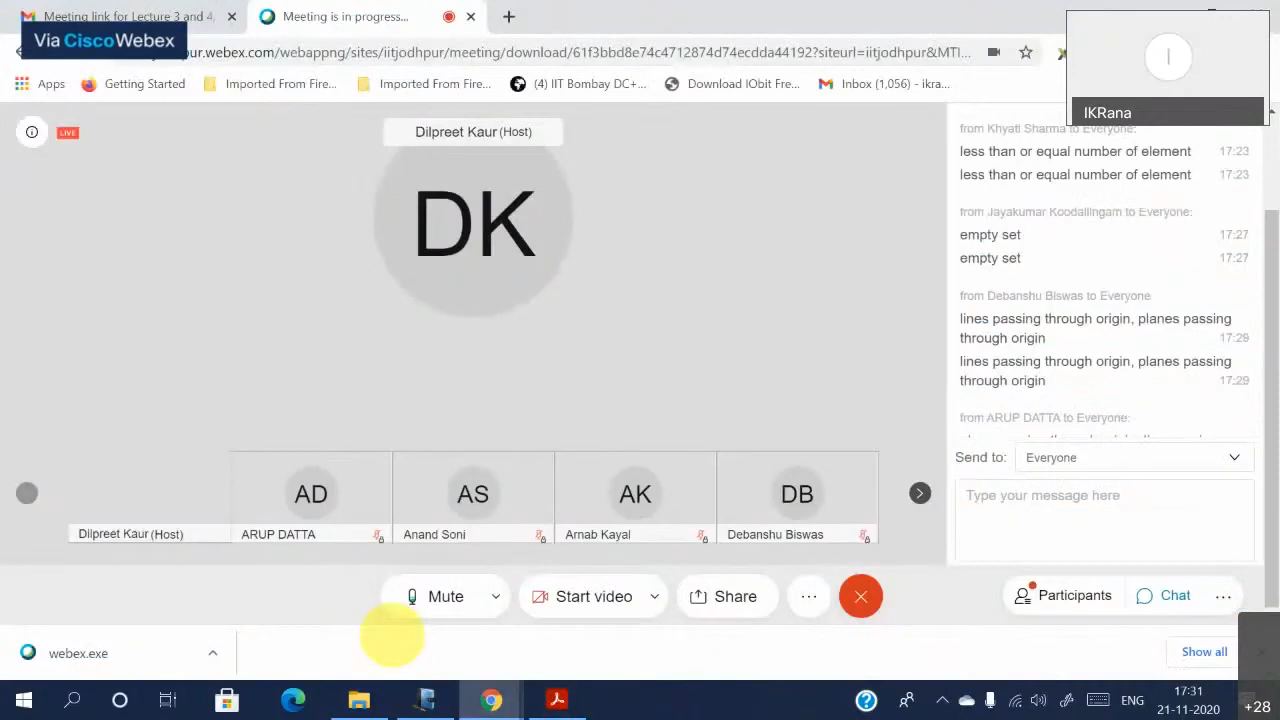 Meeting link for Lecture 3 and 4,
Meeting is in progress...
Via CiscoWebex
pur.webex.com/webappng/sites/iitjodhpur/meeting/download/61f3bbd8e74c4712874d74ecdda44192?siteurl=iitjodhpur&MTI...
Apps
Getting Started
Imported From Fire...
Imported From Fire...
(4) IIT Bombay DC+...
Download IObit Fre...
Inbox (1,056) - ikra...
I
IKRana
LIVE
Dilpreet Kaur (Host)
DK
from Khyati Sharma to Everyone:
less than or equal number of element 17:23
less than or equal number of element 17:23
from Jayakumar Koodalingam to Everyone:
empty set 17:27
empty set 17:27
from Debanshu Biswas to Everyone
lines passing through origin, planes passing
through origin 17:29
lines passing through origin, planes passing
through origin 17:29
from ARUP DATTA to Everyone:
Send to: Everyone
Type your message here
AD
AS
AK
DB
Dilpreet Kaur (Host)
ARUP DATTA
Anand Soni
Arnab Kayal
Debanshu Biswas
Mute
Start video
Share
Participants
Chat
webex.exe
Show all
ENG
17:31
21-11-2020
+28